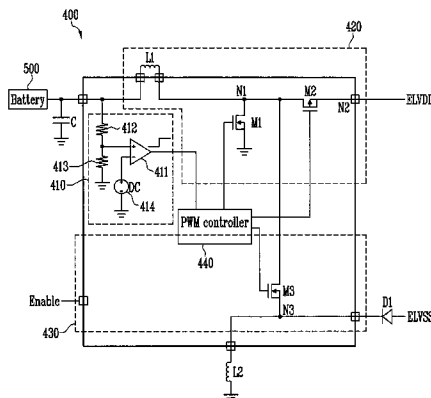 400
420
L1
500
Battery
N1
M2
N2
ELVDD
C
412
M1
413
411
410
DC
414
PWM controller
440
Enable
M3
N3
D1
ELVSS
430
L2